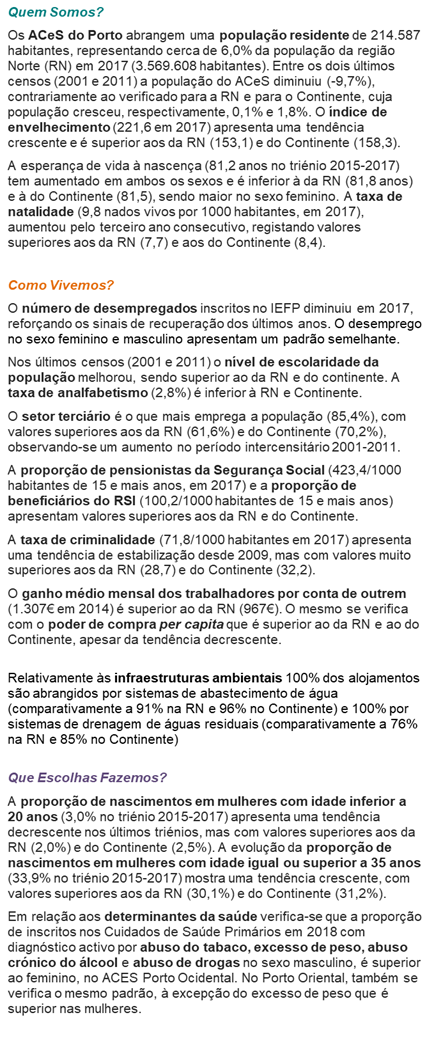 Quem Somos?
Os ACeS do Porto abrangem uma população residente de 214.587
habitantes, representando cerca de 6,0% da população da região
Norte (RN) em 2017 (3.569.608 habitantes). Entre os dois últimos
censos (2001 e 2011) a população do ACeS diminuiu (-9,7%),
contrariamente ao verificado para a RN e para o Continente, cuja
população cresceu, respectivamente, 0,1% e 1,8%. O índice de
envelhecimento (221,6 em 2017) apresenta uma tendência
crescente e é superior aos da RN (153,1) e do Continente (158,3).
A esperança de vida à nascença (81,2 anos no triénio 2015-2017)
tem aumentado em ambos os sexos e é inferior à da RN (81,8 anos)
e à do Continente (81,5), sendo maior no sexo feminino. A taxa de
natalidade (9,8 nados vivos por 1000 habitantes, em 2017),
aumentou pelo terceiro ano consecutivo, registando valores
superiores aos da RN (7,7) e aos do Continente (8,4).
Como Vivemos?
O número de desempregados inscritos no IEFP diminuiu em 2017,
reforçando os sinais de recuperação dos últimos anos. O desemprego
no sexo feminino e masculino apresentam um padrão semelhante.
Nos últimos censos (2001 e 2011) o nível de escolaridade da
população melhorou, sendo superior ao da RN e do continente. A
taxa de analfabetismo (2,8%) é inferior à RN e Continente.
O setor terciário é o que mais emprega a população (85,4%), com
valores superiores aos da RN (61,6%) e do Continente (70,2%),
observando-se um aumento no período intercensitário 2001-2011.
A proporção de pensionistas da Segurança Social (423,4/1000
habitantes de 15 e mais anos, em 2017) e a proporção de
beneficiários do RSI (100,2/1000 habitantes de 15 e mais anos)
apresentam valores superiores aos da RN e do Continente.
A taxa de criminalidade (71,8/1000 habitantes em 2017) apresenta
uma tendência de estabilização desde 2009, mas com valores muito
superiores aos da RN (28,7) e do Continente (32,2).
O ganho médio mensal dos trabalhadores por conta de outrem
(1.307€ em 2014) é superior ao da RN (967€). O mesmo se verifica
com o poder de compra per capita que é superior ao da RN e ao do
Continente, apesar da tendência decrescente.
Relativamente às infraestruturas ambientais 100% dos alojamentos
são abrangidos por sistemas de abastecimento de água
(comparativamente a 91% na RN e 96% no Continente) e 100% por
sistemas de drenagem de águas residuais (comparativamente a 76%
na RN e 85% no Continente)
Que Escolhas Fazemos?
A proporção de nascimentos em mulheres com idade inferior a
20 anos (3,0% no triénio 2015-2017) apresenta uma tendência
decrescente nos últimos triénios, mas com valores superiores aos da
RN (2,0%) e do Continente (2,5%). A evolução da proporção de
nascimentos em mulheres com idade igual ou superior a 35 anos
(33,9% no triénio 2015-2017) mostra uma tendência crescente, com
valores superiores aos da RN (30,1%) e do Continente (31,2%).
Em relação aos determinantes da saúde verifica-se que a proporção
de inscritos nos Cuidados de Saúde Primários em 2018 com
diagnóstico activo por abuso do tabaco, excesso de peso, abuso
crónico do álcool e abuso de drogas no sexo masculino, é superior
ao feminino, no ACES Porto Ocidental. No Porto Oriental, também se
verifica o mesmo padrão, à excepção do excesso de peso que é
superior nas mulheres.